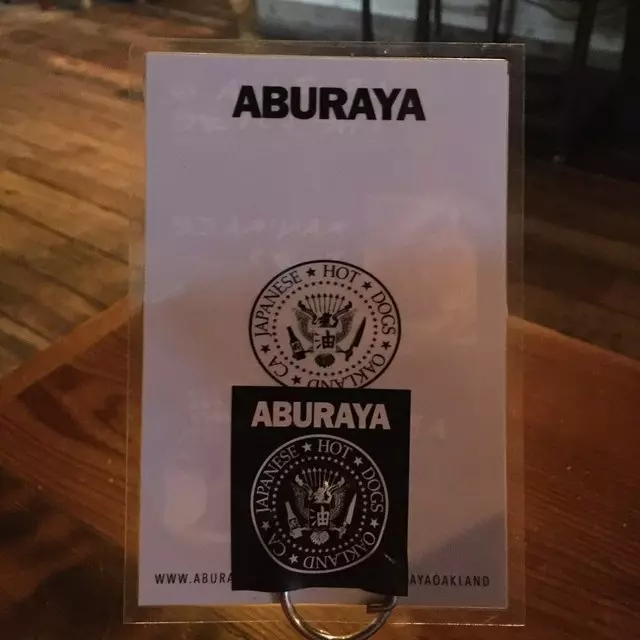 ABURAYA
JAPANESE ★ HOT ★ DOGS ★ OAKLAND ★ CA ★
油
ABURAYA
JAPANESE ★ HOT ★ DOGS ★ OAKLAND ★ CA ★
油
WWW.ABURA
AYAOAKLAND